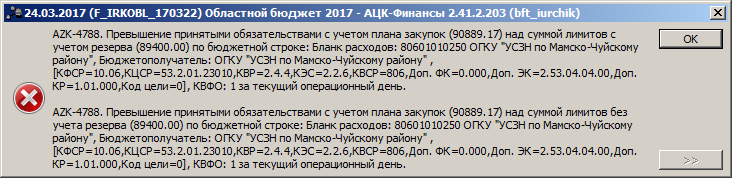 24.03.2017 (F_IRKOBL_170322) Областной бюджет 2017 - АЦК-Финансы 2.41.2.203 (bft_iurchik)
AZK-4788. Превышение принятыми обязательствами с учетом плана закупок (90889.17) над суммой лимитов с
учетом резерва (89400.00) по бюджетной строке: Бланк расходов: 80601010250 ОГКУ "УСЗН по Мамско-Чуйскому
району", Бюджетополучатель: ОГКУ "УСЗН по Мамско-Чуйскому району" ,
[КФСР=10.06,КЦСР=53.2.01.23010,КВР=2.4.4,КЭС=2.2.6,КВСР=806,Доп. ФК=0.000,Доп. ЭК=2.53.04.04.00,Доп.
КР=1.01.000,Код цели=0], КВФО: 1 за текущий операционный день.
AZK-4788. Превышение принятыми обязательствами с учетом плана закупок (90889.17) над суммой лимитов без
учета резерва (89400.00) по бюджетной строке: Бланк расходов: 80601010250 ОГКУ "УСЗН по Мамско-Чуйскому
району", Бюджетополучатель: ОГКУ "УСЗН по Мамско-Чуйскому району" ,
[КФСР=10.06,КЦСР=53.2.01.23010,КВР=2.4.4,КЭС=2.2.6,КВСР=806,Доп. ФК=0.000,Доп. ЭК=2.53.04.04.00,Доп.
КР=1.01.000,Код цели=0], КВФО: 1 за текущий операционный день.
OK
>>